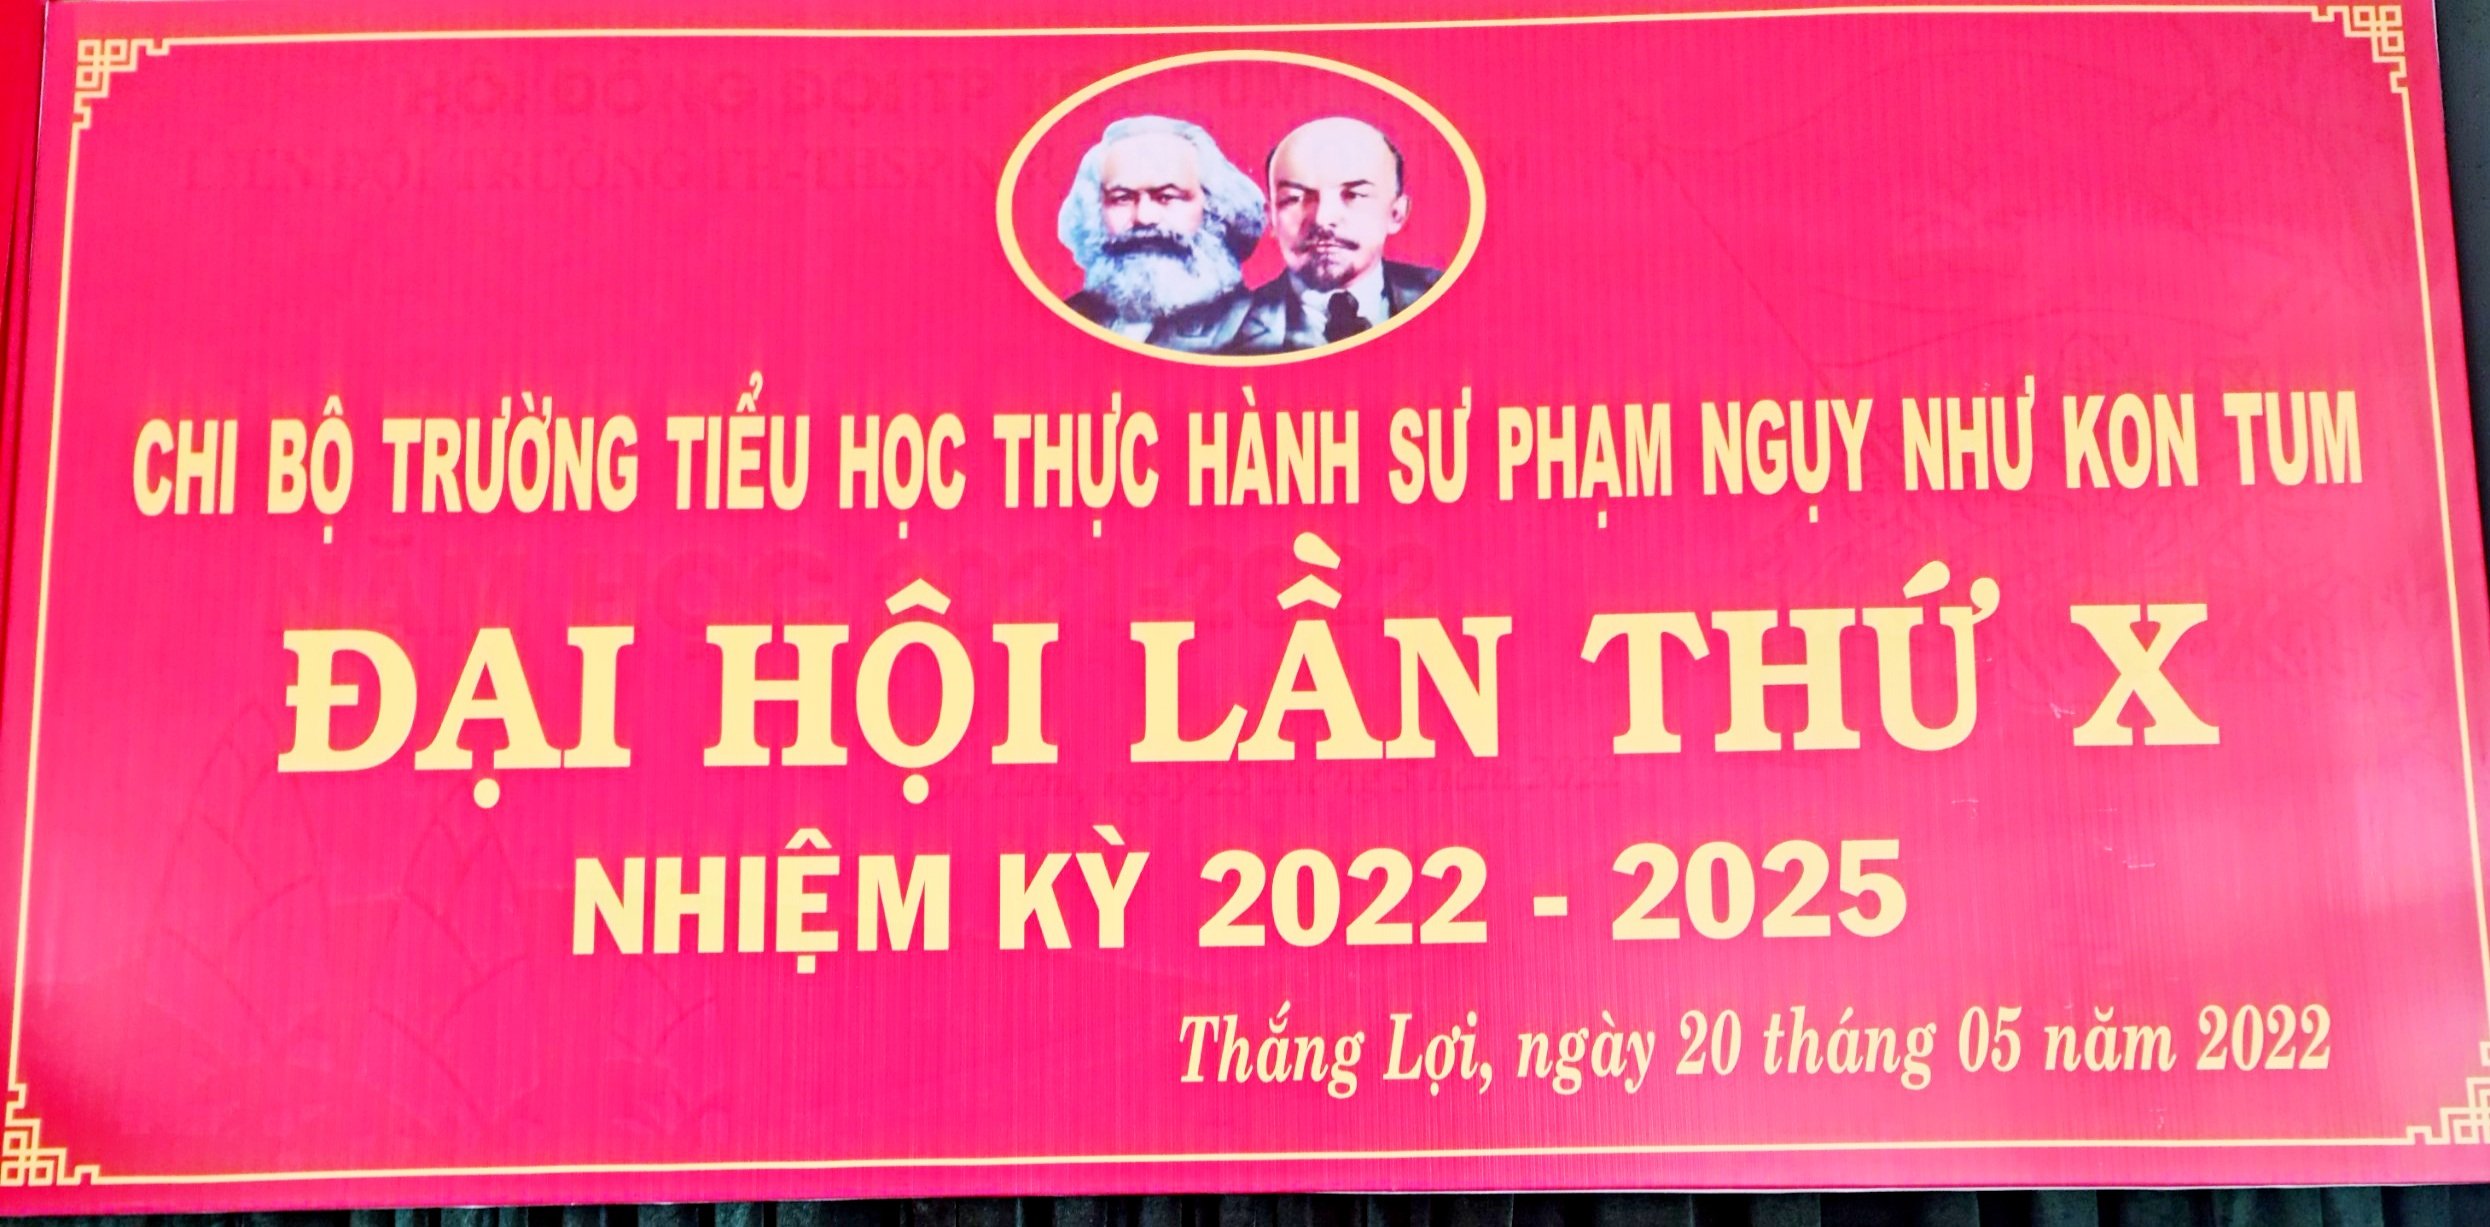 CHI BỘ TRƯỜNG TIỂU HỌC THỰC HÀNH SƯ PHẠM NGỤY NHƯ KON TUM
ĐẠI HỘI LẦN THỨ X
NHIỆM KỲ 2022 - 2025
Thắng Lợi, ngày 20 tháng 05 năm 2022